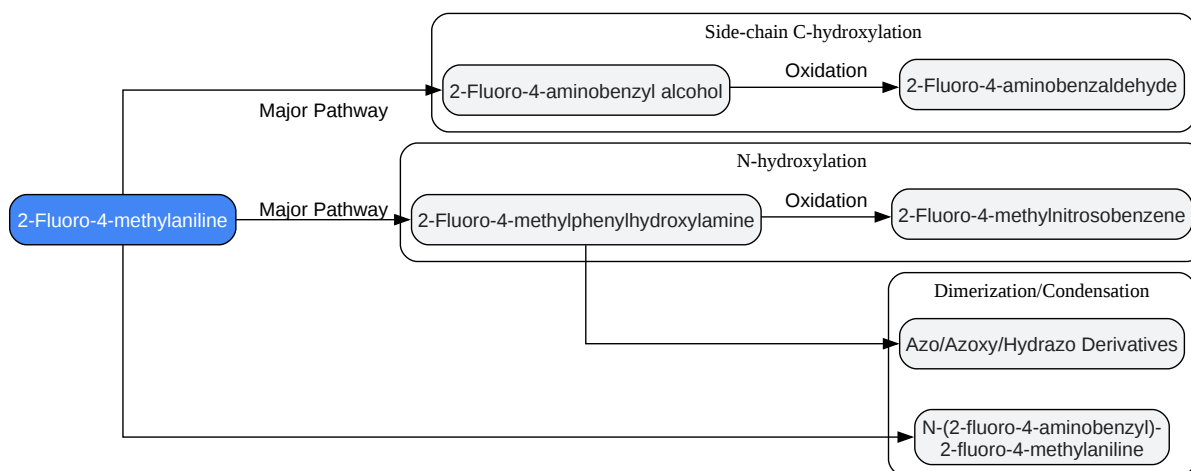 Side-chain C-hydroxylation
2-Fluoro-4-aminobenzyl alcohol
Oxidation
2-Fluoro-4-aminobenzaldehyde
Major Pathway
N-hydroxylation
2-Fluoro-4-methylaniline
Major Pathway
2-Fluoro-4-methylphenylhydroxylamine
Oxidation
2-Fluoro-4-methylnitrosobenzene
Dimerization/Condensation
Azo/Azoxy/Hydrazo Derivatives
N-(2-fluoro-4-aminobenzyl)-
2-fluoro-4-methylaniline